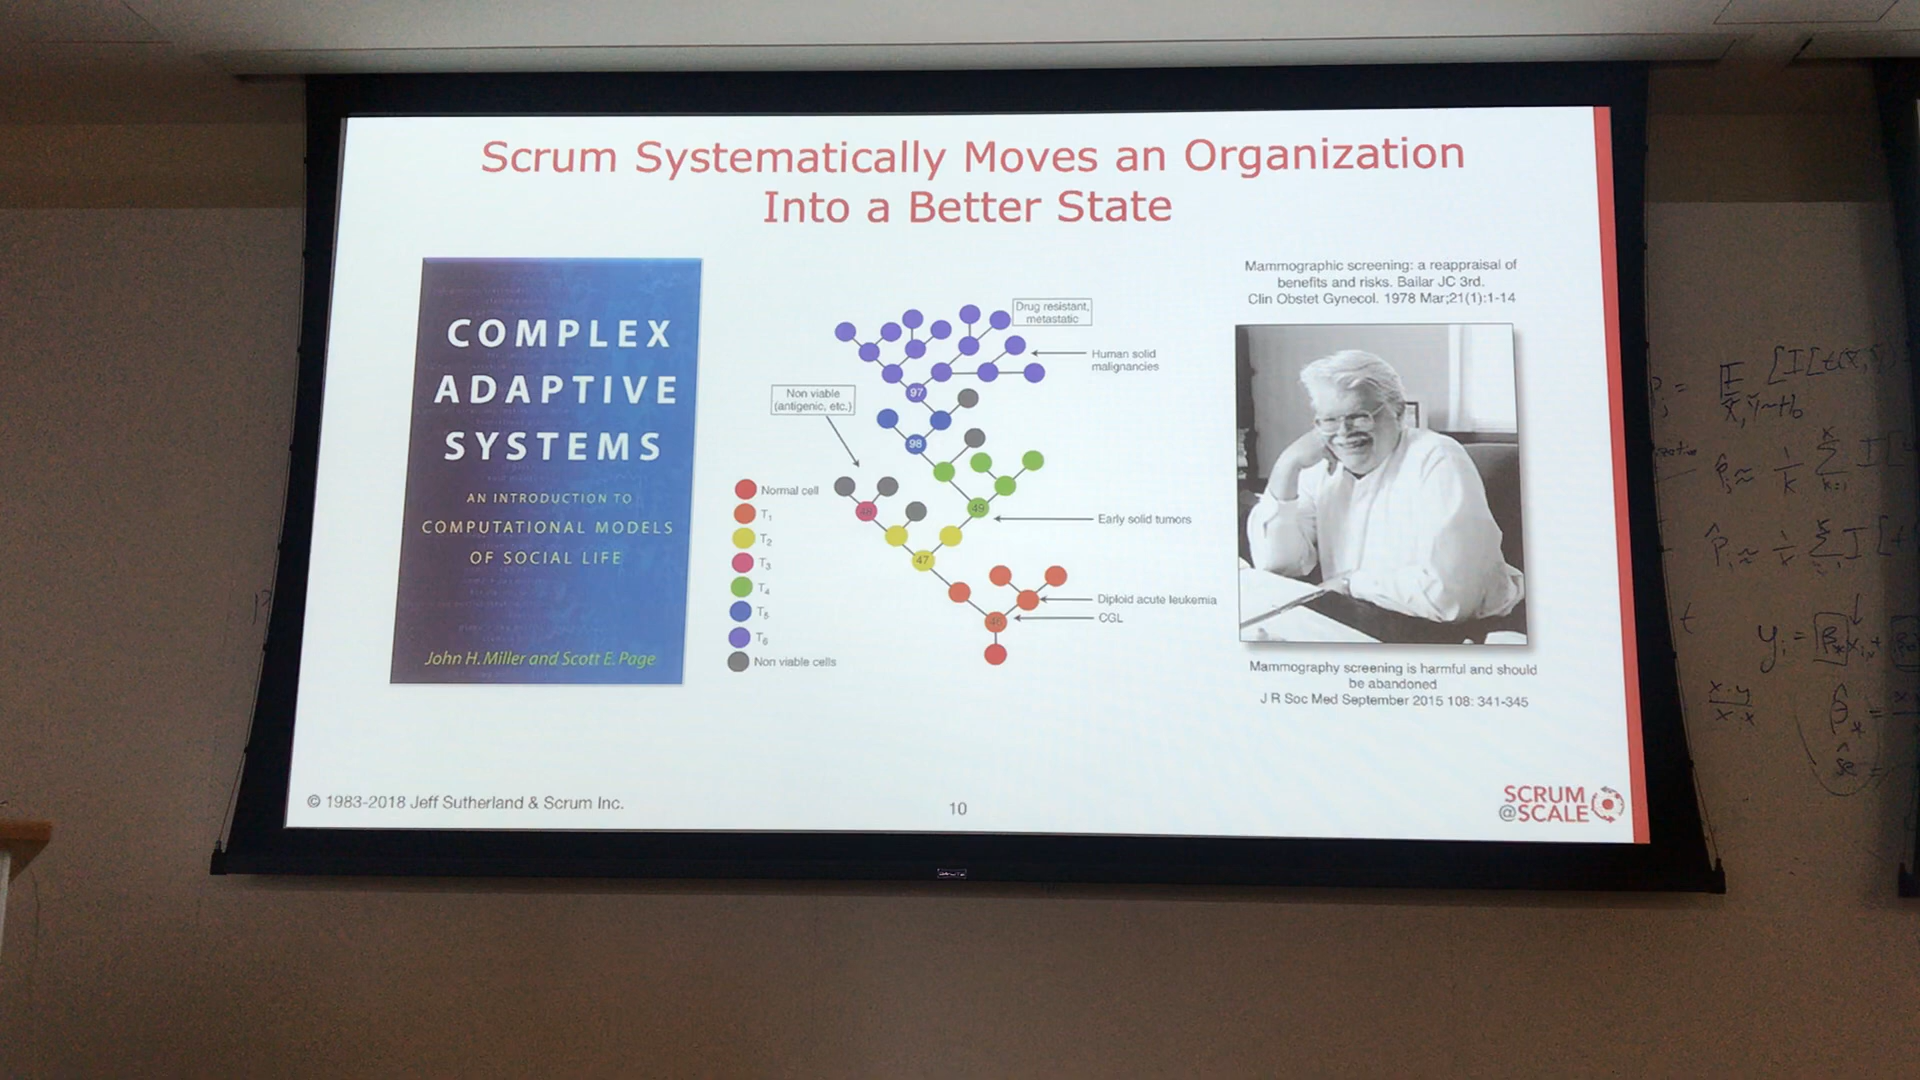 Scrum Systematically Moves an Organization
Into a Better State
COMPLEX
ADAPTIVE
SYSTEMS
AN INTRODUCTION TO
COMPUTATIONAL MODELS
OF SOCIAL LIFE
John H. Miller and Scott E. Page
Drug resistant,
metastatic
Human solid
malignancies
97
Non viable
(antigenic, etc.)
98
48
49
Early solid tumors
47
Diploid acute leukemia
46
CGL
Normal cell
T1
T2
T3
T4
T5
T6
Non viable cells
Mammographic screening: a reappraisal of
benefits and risks. Bailar JC 3rd.
Clin Obstet Gynecol. 1978 Mar;21(1):1-14
Mammography screening is harmful and should
be abandoned
J R Soc Med September 2015 108: 341-345
© 1983-2018 Jeff Sutherland & Scrum Inc.
10
SCRUM
@SCALE